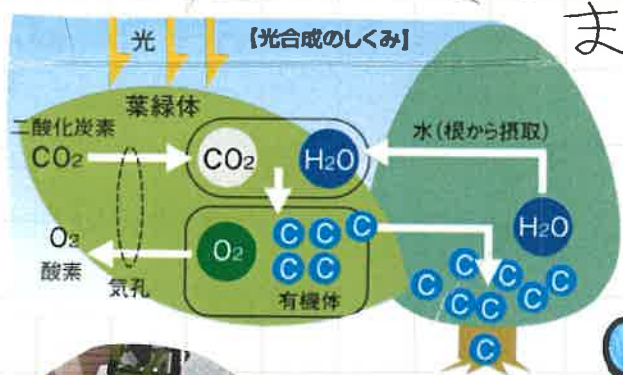 光
【光合成のしくみ】
ま
葉緑体
二酸化炭素
CO2
CO2
H2O
水（根から摂取）
H2O
O2
酸素
気孔
O2
C C C
C C
有機体
C C C C C C C
C